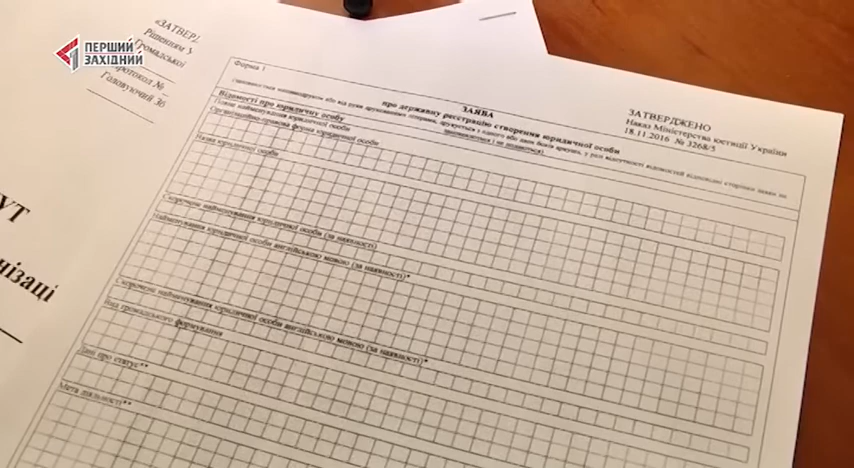 ПЕРШИЙ
ЗАХІДНИЙ
«ЗАТВЕРД
Рішенням У
Громадської
Протокол №
Головуючий Зб
УТ
нізаці
Форма 1
ЗАТВЕРДЖЕНО
Наказ Міністерства юстиції України
18.11.2016 № 3268/5
ЗАЯВА
про державну реєстрацію створення юридичної особи
Відомості про юридичну особу
Повне найменування юридичної особи
Організаційно-правова форма юридичної особи
Назва юридичної особи
Скорочене найменування юридичної особи (за наявності)
Найменування юридичної особи англійською мовою (за наявності)*
Скорочене найменування юридичної особи англійською мовою (за наявності)*
Вид громадського формування
Дані про статус**
Мета діяльності**